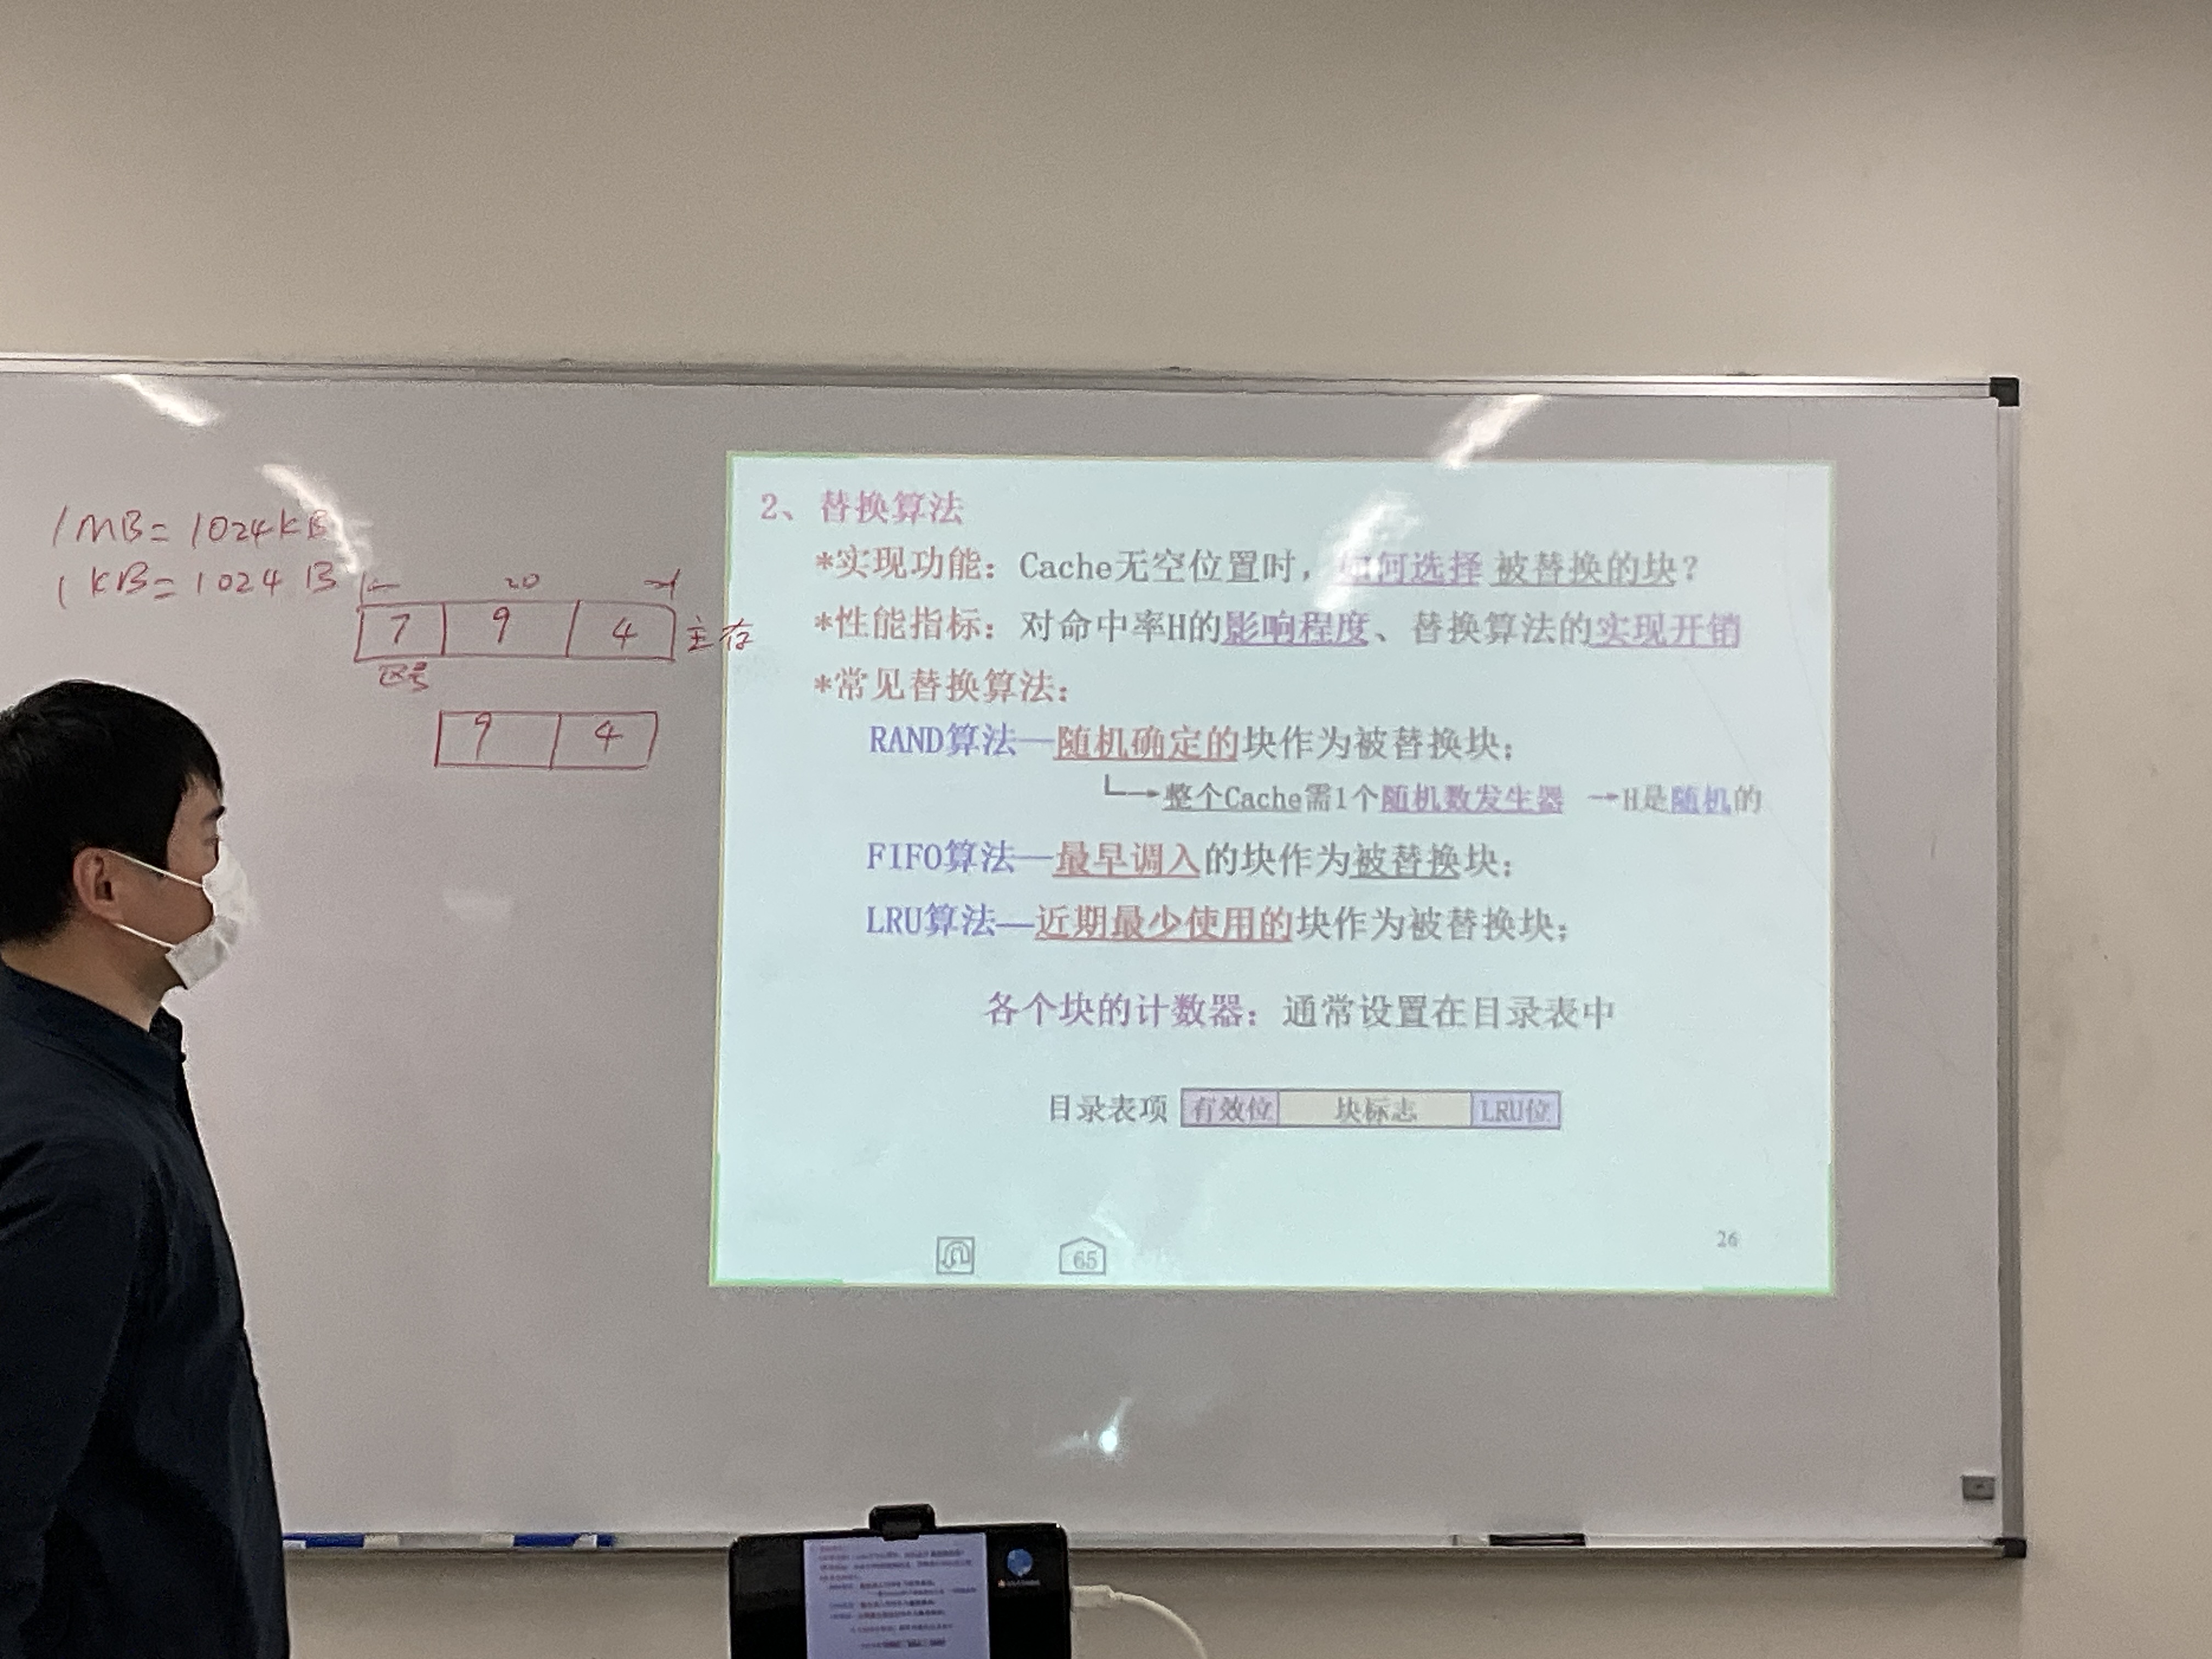 1MB=1024KB
1KB=1024B
20
7 9 4 主存
区号
9 4
2、替换算法
*实现功能：Cache无空位置时，如何选择 被替换的块？
*性能指标：对命中率H的影响程度、替换算法的实现开销
*常见替换算法：
RAND算法—随机确定的块作为被替换块；
整个Cache需1个随机数发生器 →H是随机的
FIFO算法—最早调入的块作为被替换块；
LRU算法—近期最少使用的块作为被替换块；
各个块的计数器：通常设置在目录表中
目录表项 有效位 块标志 LRU位
65
26